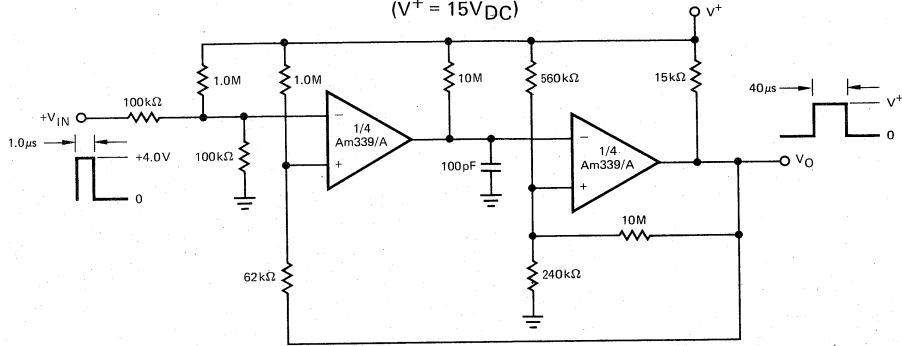 (V+ = 15VDC)
V+
1.0M
1.0M
10M
560kΩ
15kΩ
40μs
V+
0
100kΩ
+VIN
1.0μs
+4.0V
0
100kΩ
−
1/4
Am339/A
+
100pF
−
1/4
Am339/A
+
VO
10M
62kΩ
240kΩ